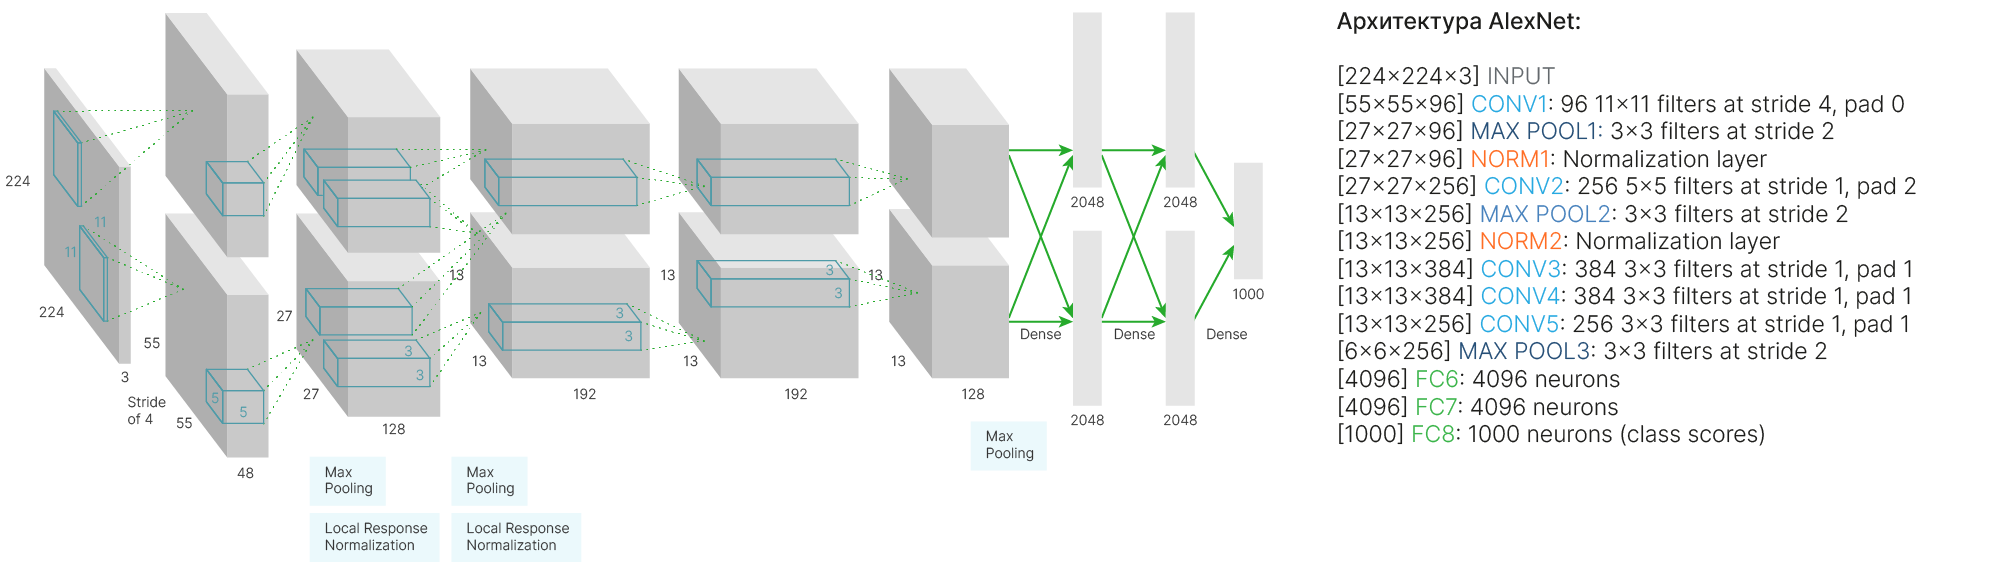 224
11
11
224
3
55
Stride
of 4
55
5
5
48
27
27
3
3
128
13
13
3
3
192
13
13
3
3
192
13
13
128
Max
Pooling
Local Response
Normalization
Max
Pooling
Local Response
Normalization
Max
Pooling
2048
2048
Dense
Dense
Dense
2048
2048
1000
Архитектура AlexNet:
[224×224×3] INPUT
[55×55×96] CONV1: 96 11×11 filters at stride 4, pad 0
[27×27×96] MAX POOL1: 3×3 filters at stride 2
[27×27×96] NORM1: Normalization layer
[27×27×256] CONV2: 256 5×5 filters at stride 1, pad 2
[13×13×256] MAX POOL2: 3×3 filters at stride 2
[13×13×256] NORM2: Normalization layer
[13×13×384] CONV3: 384 3×3 filters at stride 1, pad 1
[13×13×384] CONV4: 384 3×3 filters at stride 1, pad 1
[13×13×256] CONV5: 256 3×3 filters at stride 1, pad 1
[6×6×256] MAX POOL3: 3×3 filters at stride 2
[4096] FC6: 4096 neurons
[4096] FC7: 4096 neurons
[1000] FC8: 1000 neurons (class scores)